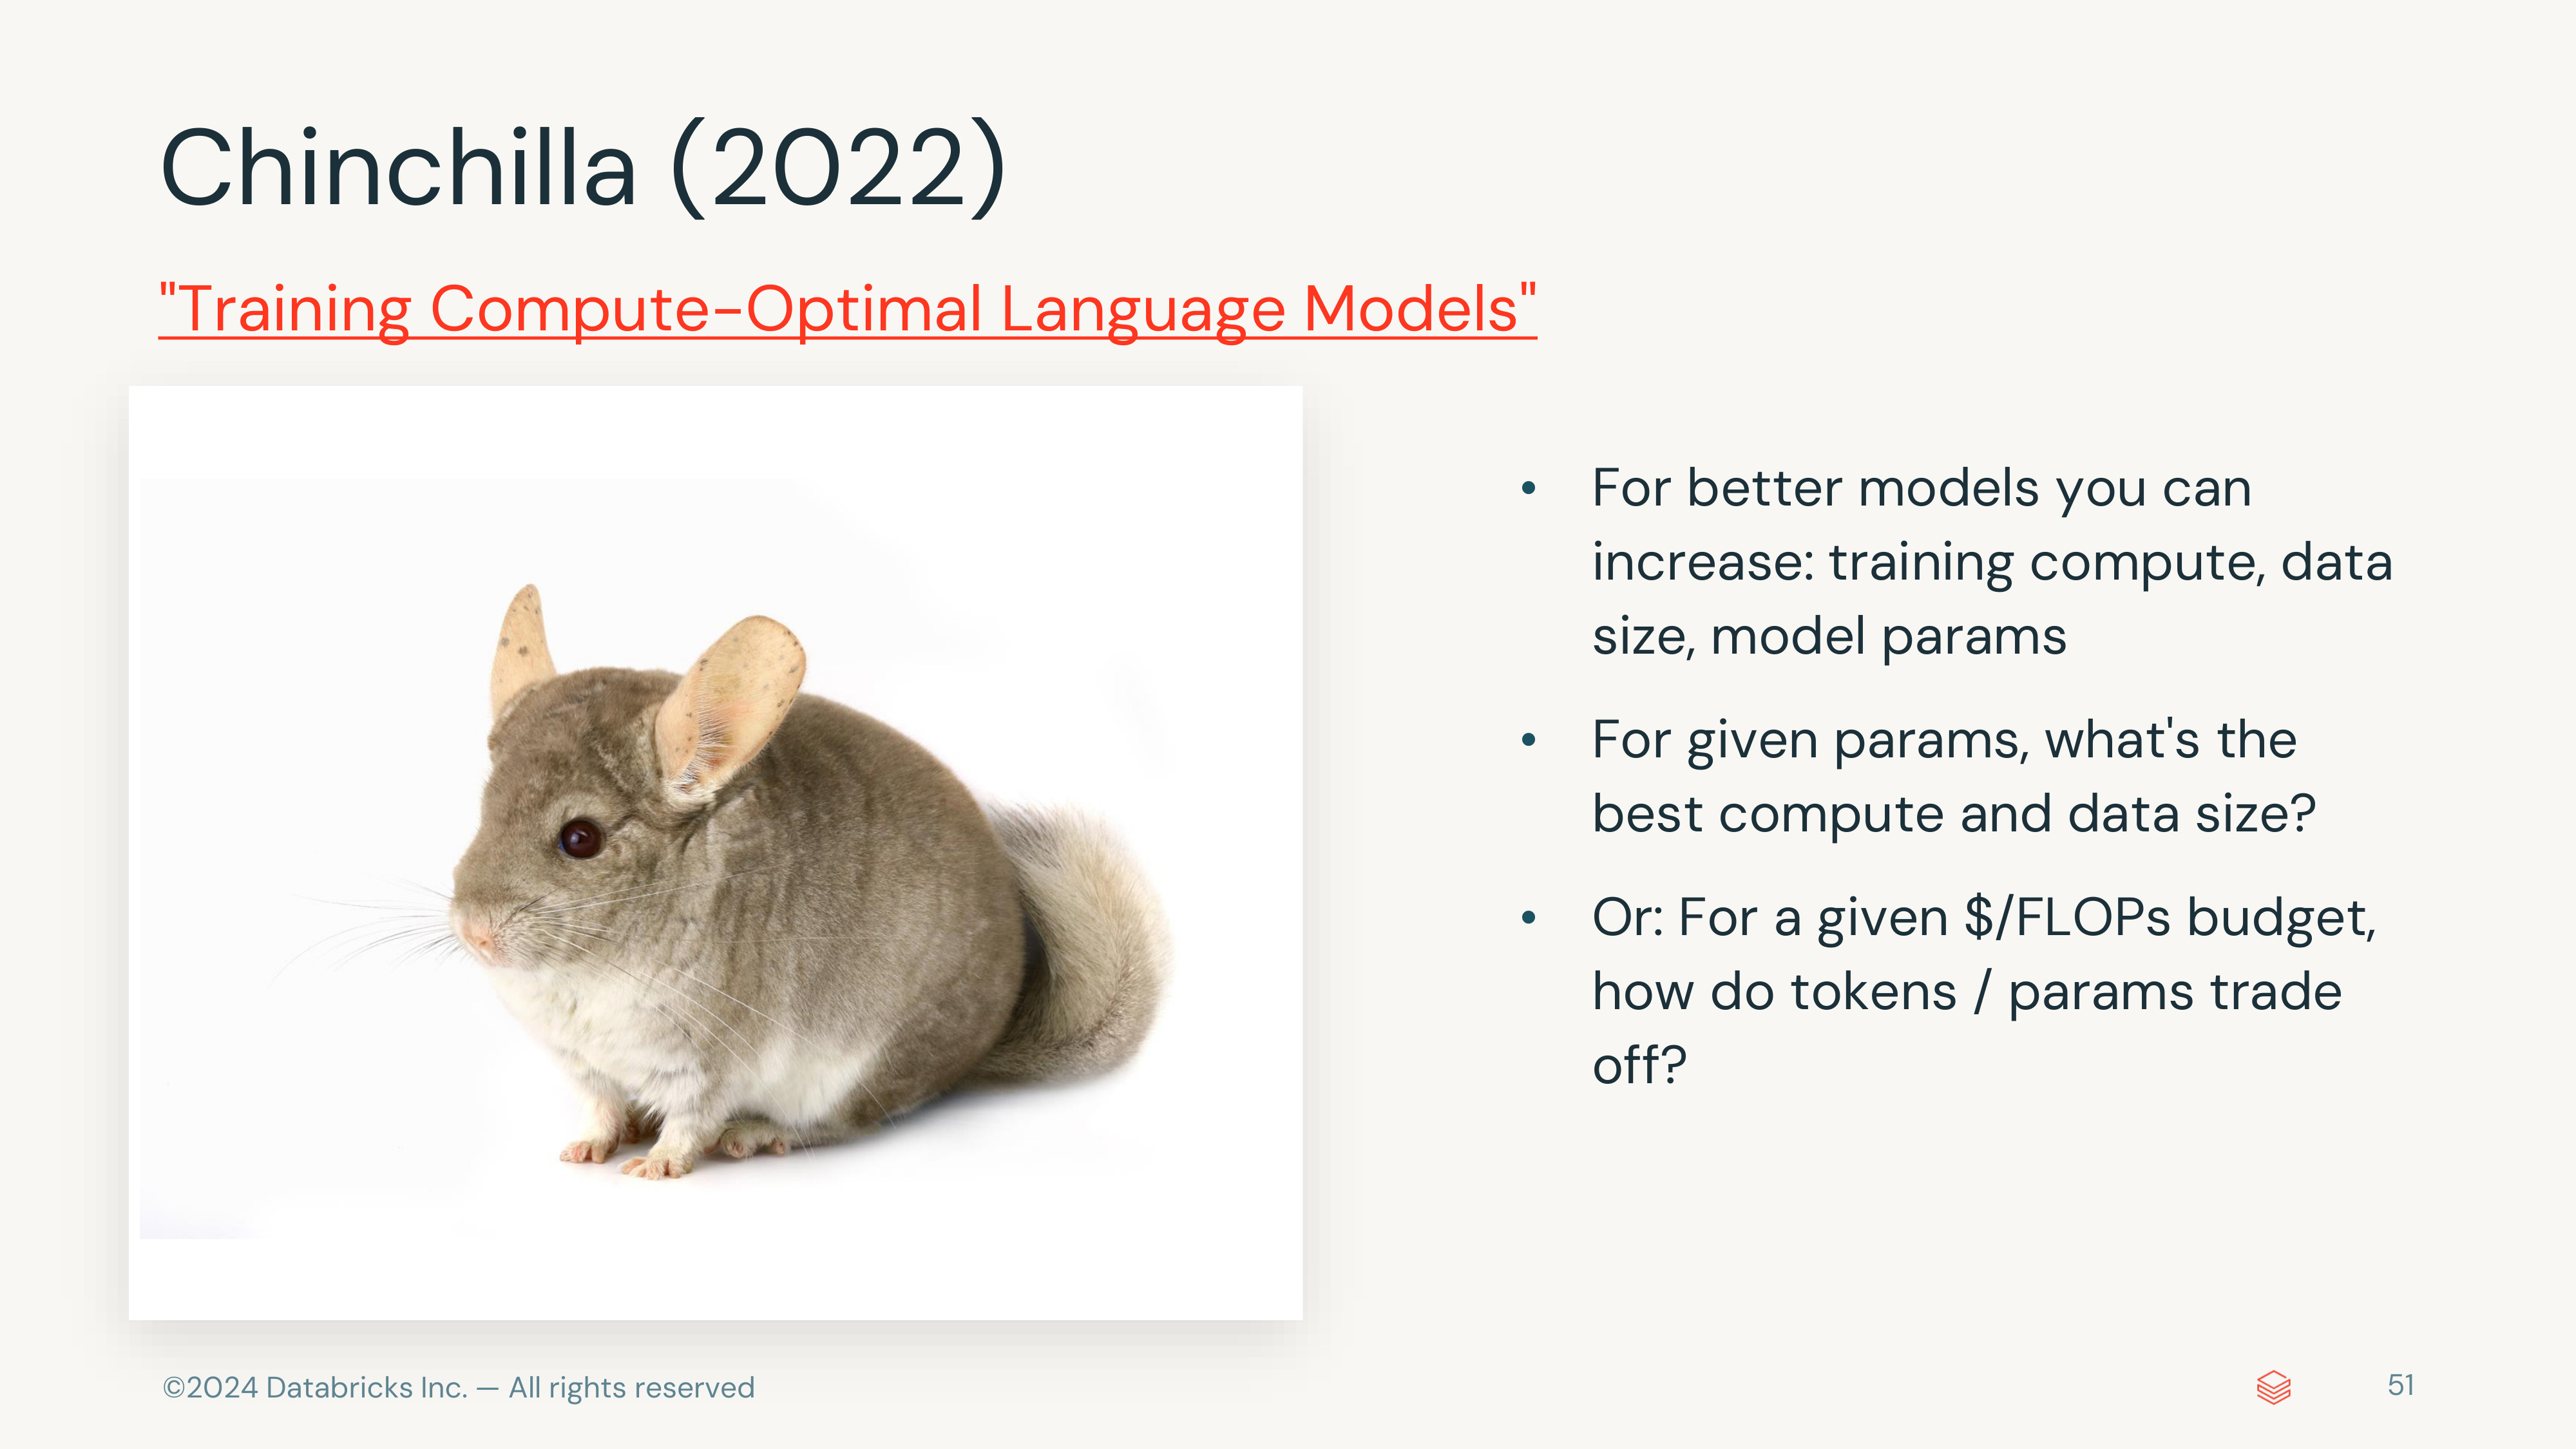 Chinchilla (2022)
"Training Compute-Optimal Language Models"
• For better models you can
increase: training compute, data
size, model params
• For given params, what's the
best compute and data size?
• Or: For a given $/FLOPs budget,
how do tokens / params trade
off?
©2024 Databricks Inc. — All rights reserved
51